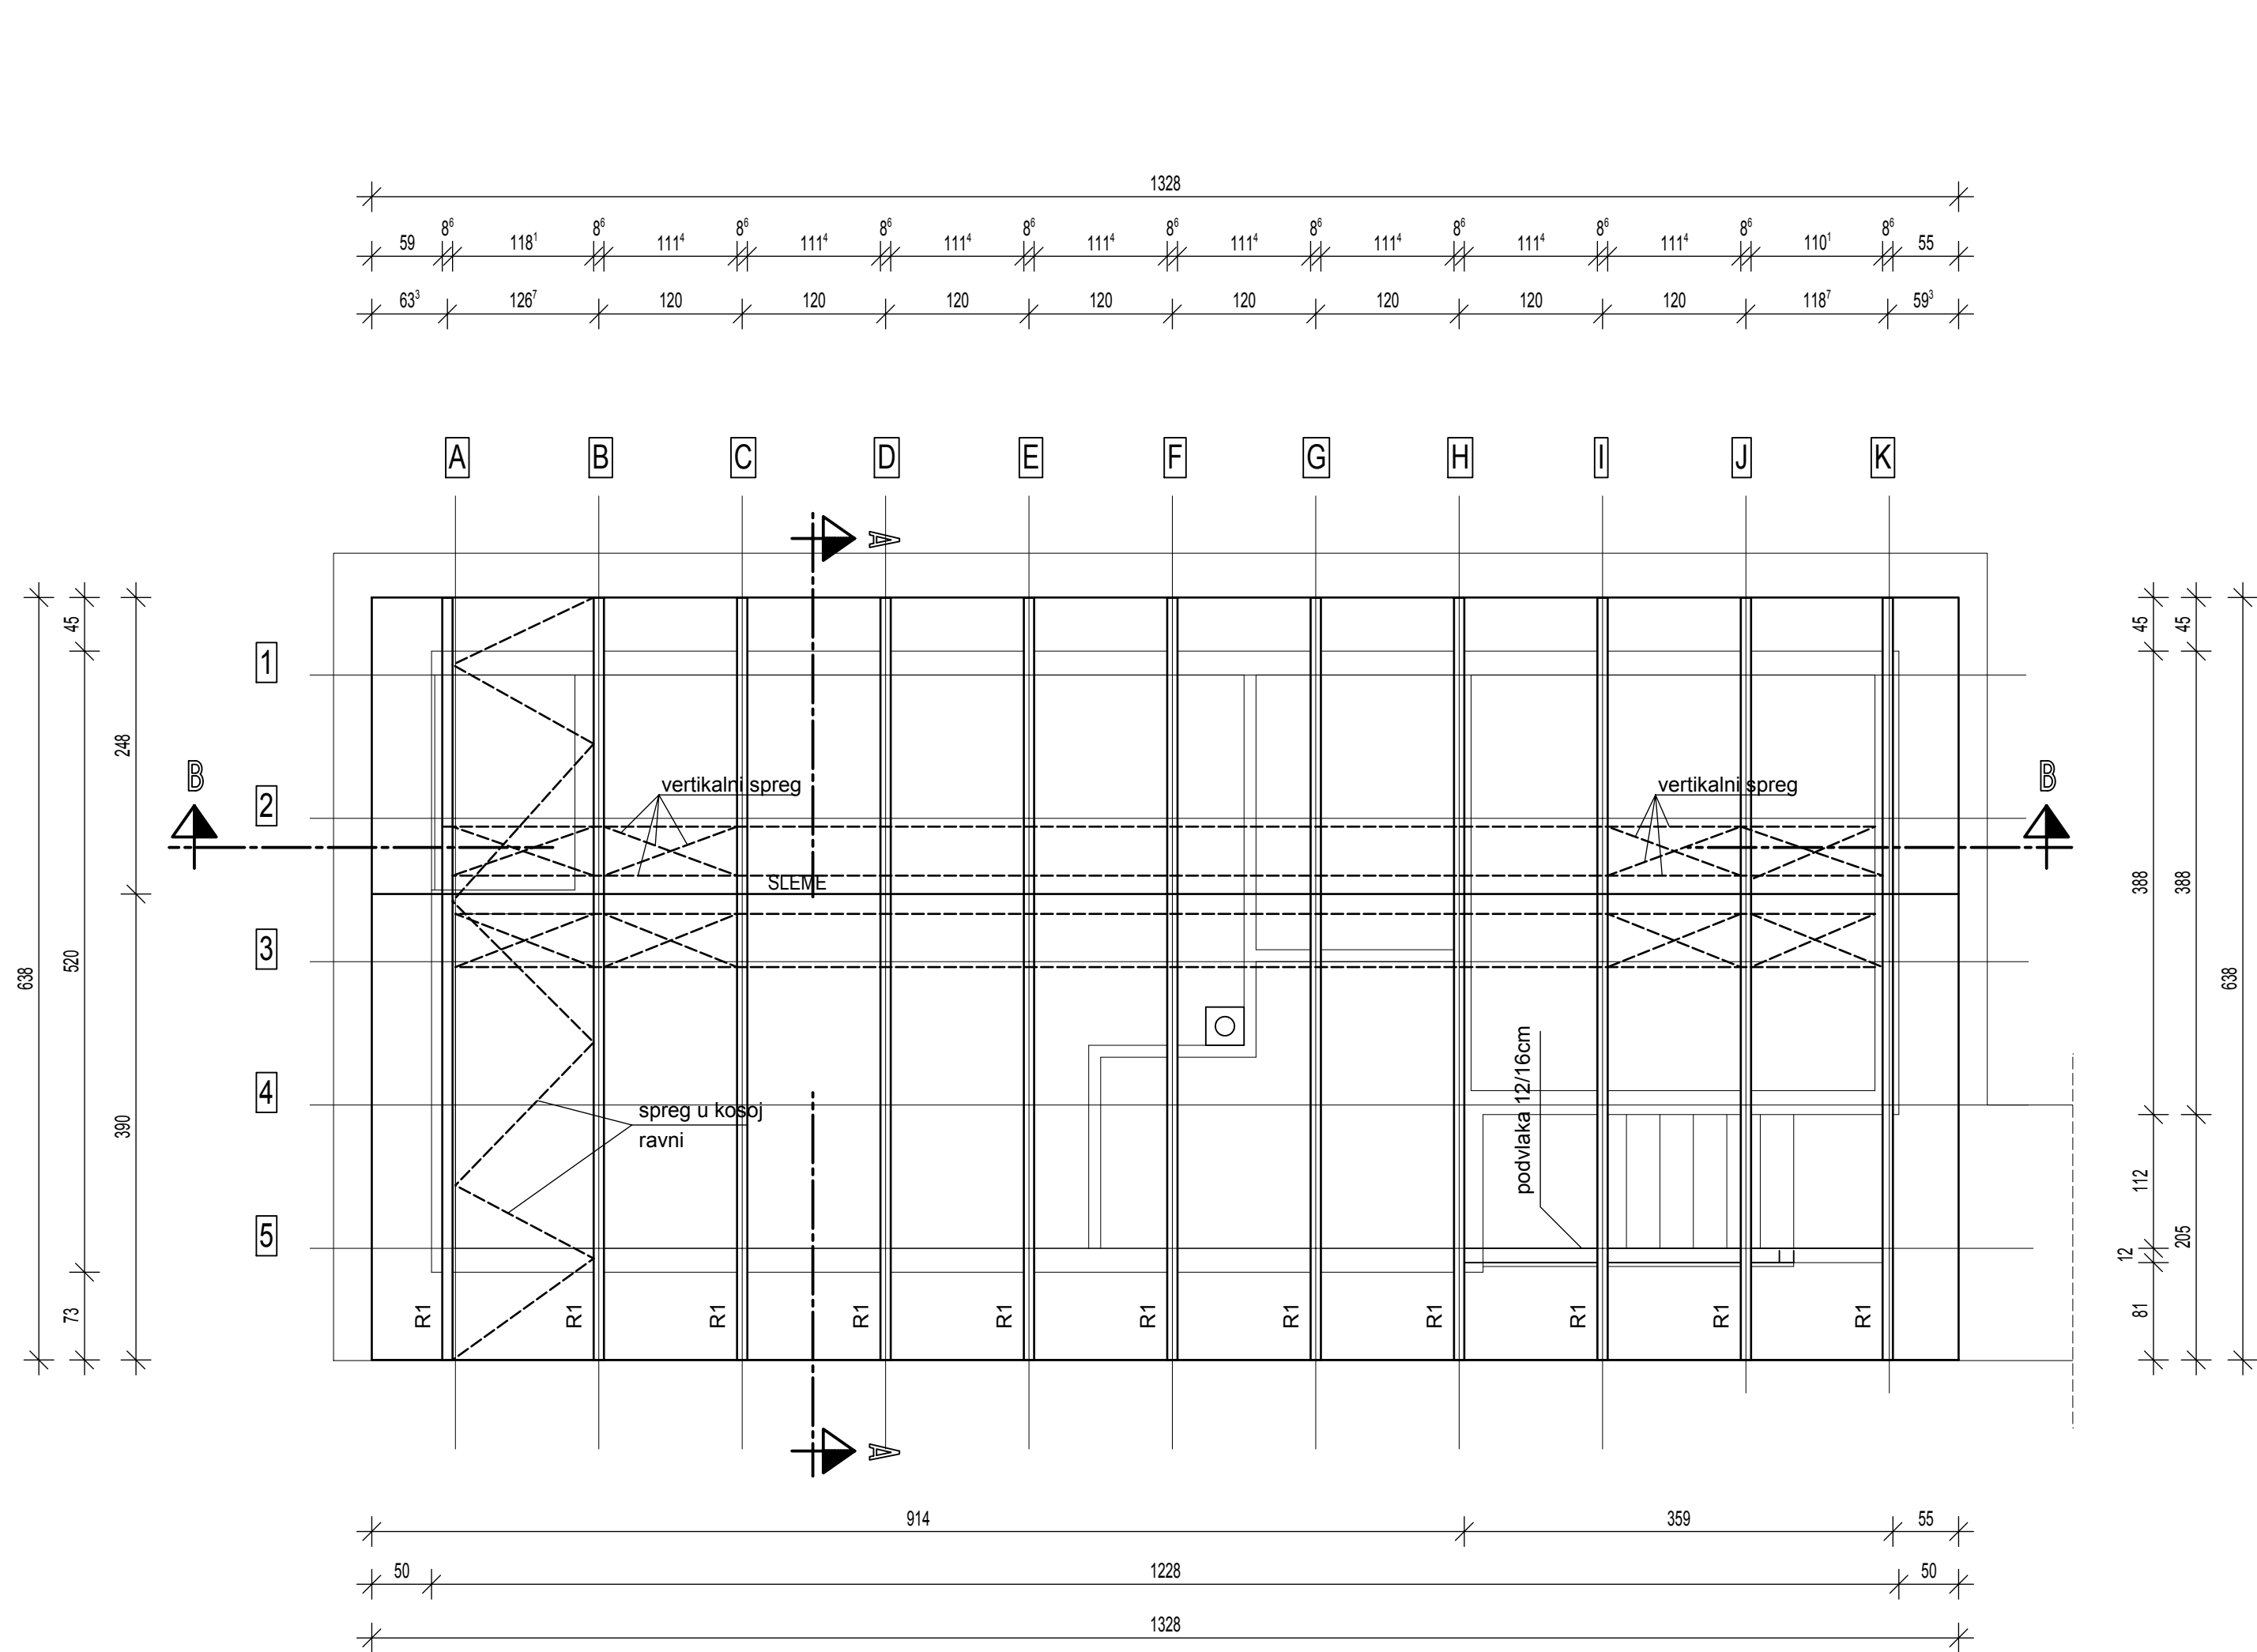 1328
59 8⁶ 118¹ 8⁶ 111⁴ 8⁶ 111⁴ 8⁶ 111⁴ 8⁶ 111⁴ 8⁶ 111⁴ 8⁶ 111⁴ 8⁶ 111⁴ 8⁶ 111⁴ 8⁶ 110¹ 8⁶ 55
63³ 126⁷ 120 120 120 120 120 120 120 120 118⁷ 59³
A B C D E F G H I J K
A
45
45
45
1
248
B
vertikalni spreg
vertikalni spreg
B
2
SLEME
388
388
3
638
520
638
podvlaka 12/16cm
4
390
spreg u kosoj
ravni
112
5
205
12
73
R1 R1 R1 R1 R1 R1 R1 R1 R1 R1 R1
81
A
914 359 55
50 1228 50
1328